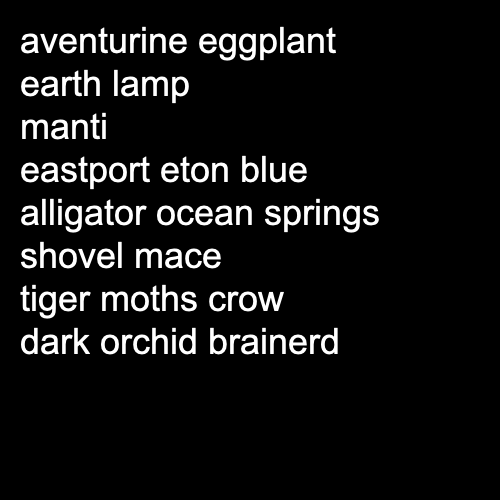 aventurine eggplant
earth lamp
manti
eastport eton blue
alligator ocean springs
shovel mace
tiger moths crow
dark orchid brainerd